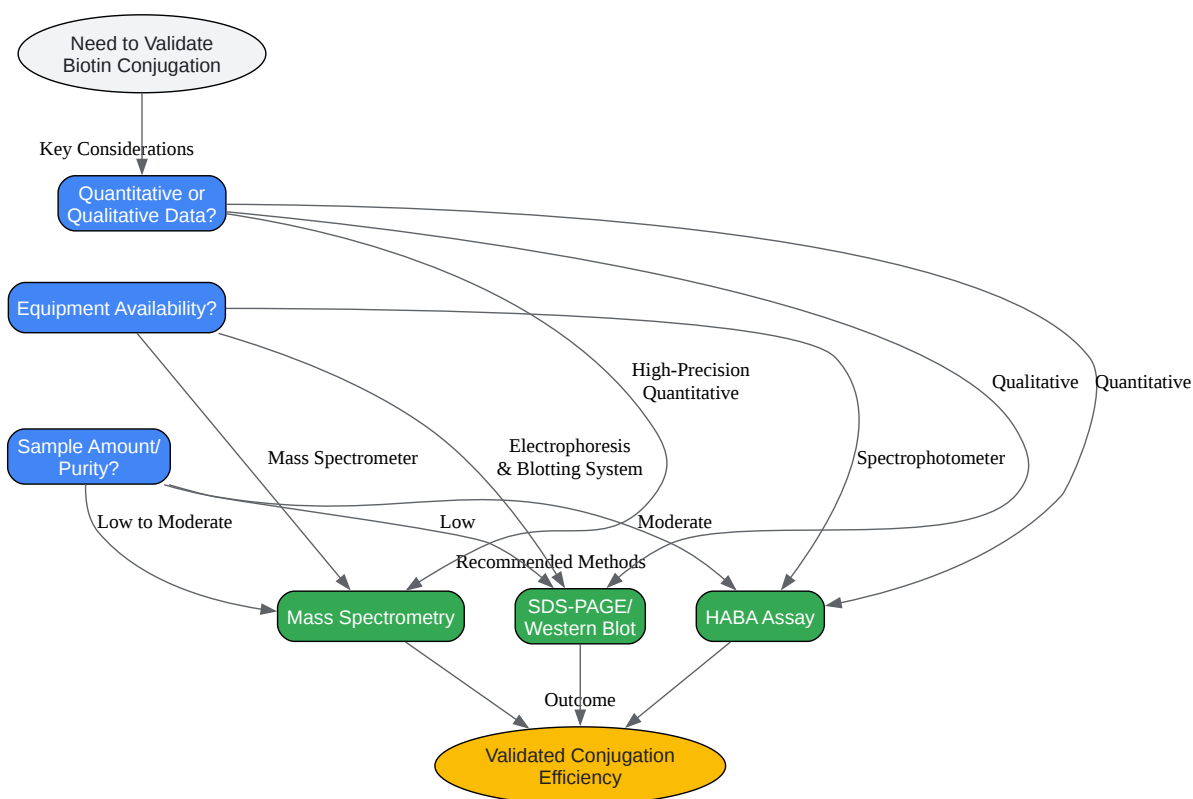 Need to Validate
Biotin Conjugation
Key Considerations
Quantitative or
Qualitative Data?
Equipment Availability?
High-Precision
Quantitative
Qualitative
Quantitative
Sample Amount/
Purity?
Mass Spectrometer
Electrophoresis
& Blotting System
Spectrophotometer
Low to Moderate
Low
Moderate
Recommended Methods
Mass Spectrometry
SDS-PAGE/
Western Blot
HABA Assay
Outcome
Validated Conjugation
Efficiency